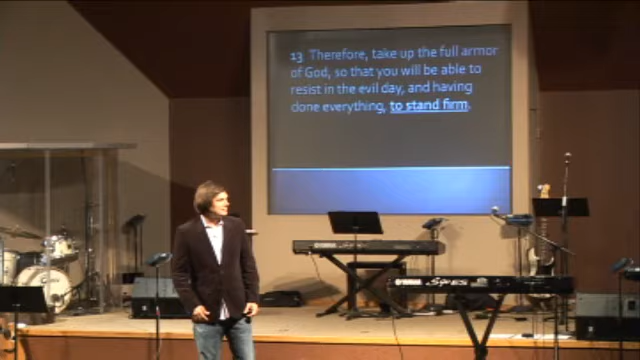 13 Therefore, take up the full armor
of God, so that you will be able to
resist in the evil day, and having
done everything, to stand firm.
YAMAHA